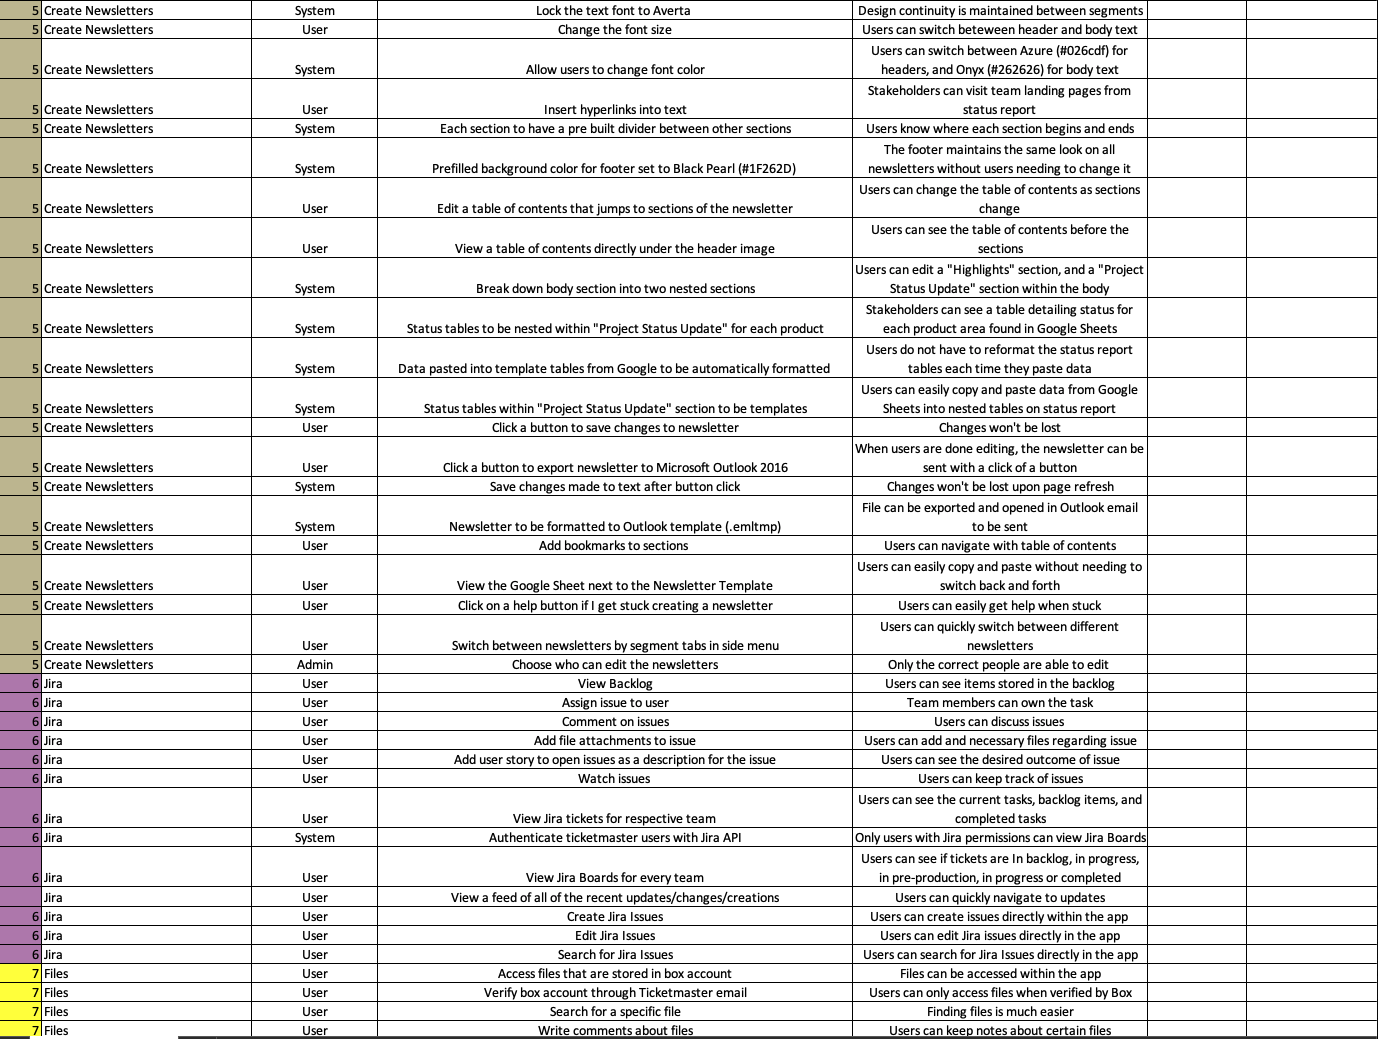 5 Create Newsletters System Lock the text font to Averta Design continuity is maintained between segments
5 Create Newsletters User Change the font size Users can switch beteween header and body text
Users can switch between Azure (#026cdf) for
5 Create Newsletters System Allow users to change font color headers, and Onyx (#262626) for body text
Stakeholders can visit team landing pages from
5 Create Newsletters User Insert hyperlinks into text status report
5 Create Newsletters System Each section to have a pre built divider between other sections Users know where each section begins and ends
The footer maintains the same look on all
5 Create Newsletters System Prefilled background color for footer set to Black Pearl (#1F262D) newsletters without users needing to change it
Users can change the table of contents as sections
5 Create Newsletters User Edit a table of contents that jumps to sections of the newsletter change
Users can see the table of contents before the
5 Create Newsletters User View a table of contents directly under the header image sections
Users can edit a "Highlights" section, and a "Project
5 Create Newsletters System Break down body section into two nested sections Status Update" section within the body
Stakeholders can see a table detailing status for
5 Create Newsletters System Status tables to be nested within "Project Status Update" for each product each product area found in Google Sheets
Users do not have to reformat the status report
5 Create Newsletters System Data pasted into template tables from Google to be automatically formatted tables each time they paste data
Users can easily copy and paste data from Google
5 Create Newsletters System Status tables within "Project Status Update" section to be templates Sheets into nested tables on status report
5 Create Newsletters User Click a button to save changes to newsletter Changes won't be lost
When users are done editing, the newsletter can be
5 Create Newsletters User Click a button to export newsletter to Microsoft Outlook 2016 sent with a click of a button
5 Create Newsletters System Save changes made to text after button click Changes won't be lost upon page refresh
File can be exported and opened in Outlook email
5 Create Newsletters System Newsletter to be formatted to Outlook template (.emltmp) to be sent
5 Create Newsletters User Add bookmarks to sections Users can navigate with table of contents
Users can easily copy and paste without needing to
5 Create Newsletters User View the Google Sheet next to the Newsletter Template switch back and forth
5 Create Newsletters User Click on a help button if I get stuck creating a newsletter Users can easily get help when stuck
Users can quickly switch between different
5 Create Newsletters User Switch between newsletters by segment tabs in side menu newsletters
5 Create Newsletters Admin Choose who can edit the newsletters Only the correct people are able to edit
6 Jira User View Backlog Users can see items stored in the backlog
6 Jira User Assign issue to user Team members can own the task
6 Jira User Comment on issues Users can discuss issues
6 Jira User Add file attachments to issue Users can add and necessary files regarding issue
6 Jira User Add user story to open issues as a description for the issue Users can see the desired outcome of issue
6 Jira User Watch issues Users can keep track of issues
Users can see the current tasks, backlog items, and
6 Jira User View Jira tickets for respective team completed tasks
6 Jira System Authenticate ticketmaster users with Jira API Only users with Jira permissions can view Jira Boards
Users can see if tickets are In backlog, in progress,
6 Jira User View Jira Boards for every team in pre-production, in progress or completed
Jira User View a feed of all of the recent updates/changes/creations Users can quickly navigate to updates
6 Jira User Create Jira Issues Users can create issues directly within the app
6 Jira User Edit Jira Issues Users can edit Jira issues directly in the app
6 Jira User Search for Jira Issues Users can search for Jira Issues directly in the app
7 Files User Access files that are stored in box account Files can be accessed within the app
7 Files User Verify box account through Ticketmaster email Users can only access files when verified by Box
7 Files User Search for a specific file Finding files is much easier
7 Files User Write comments about files Users can keep notes about certain files